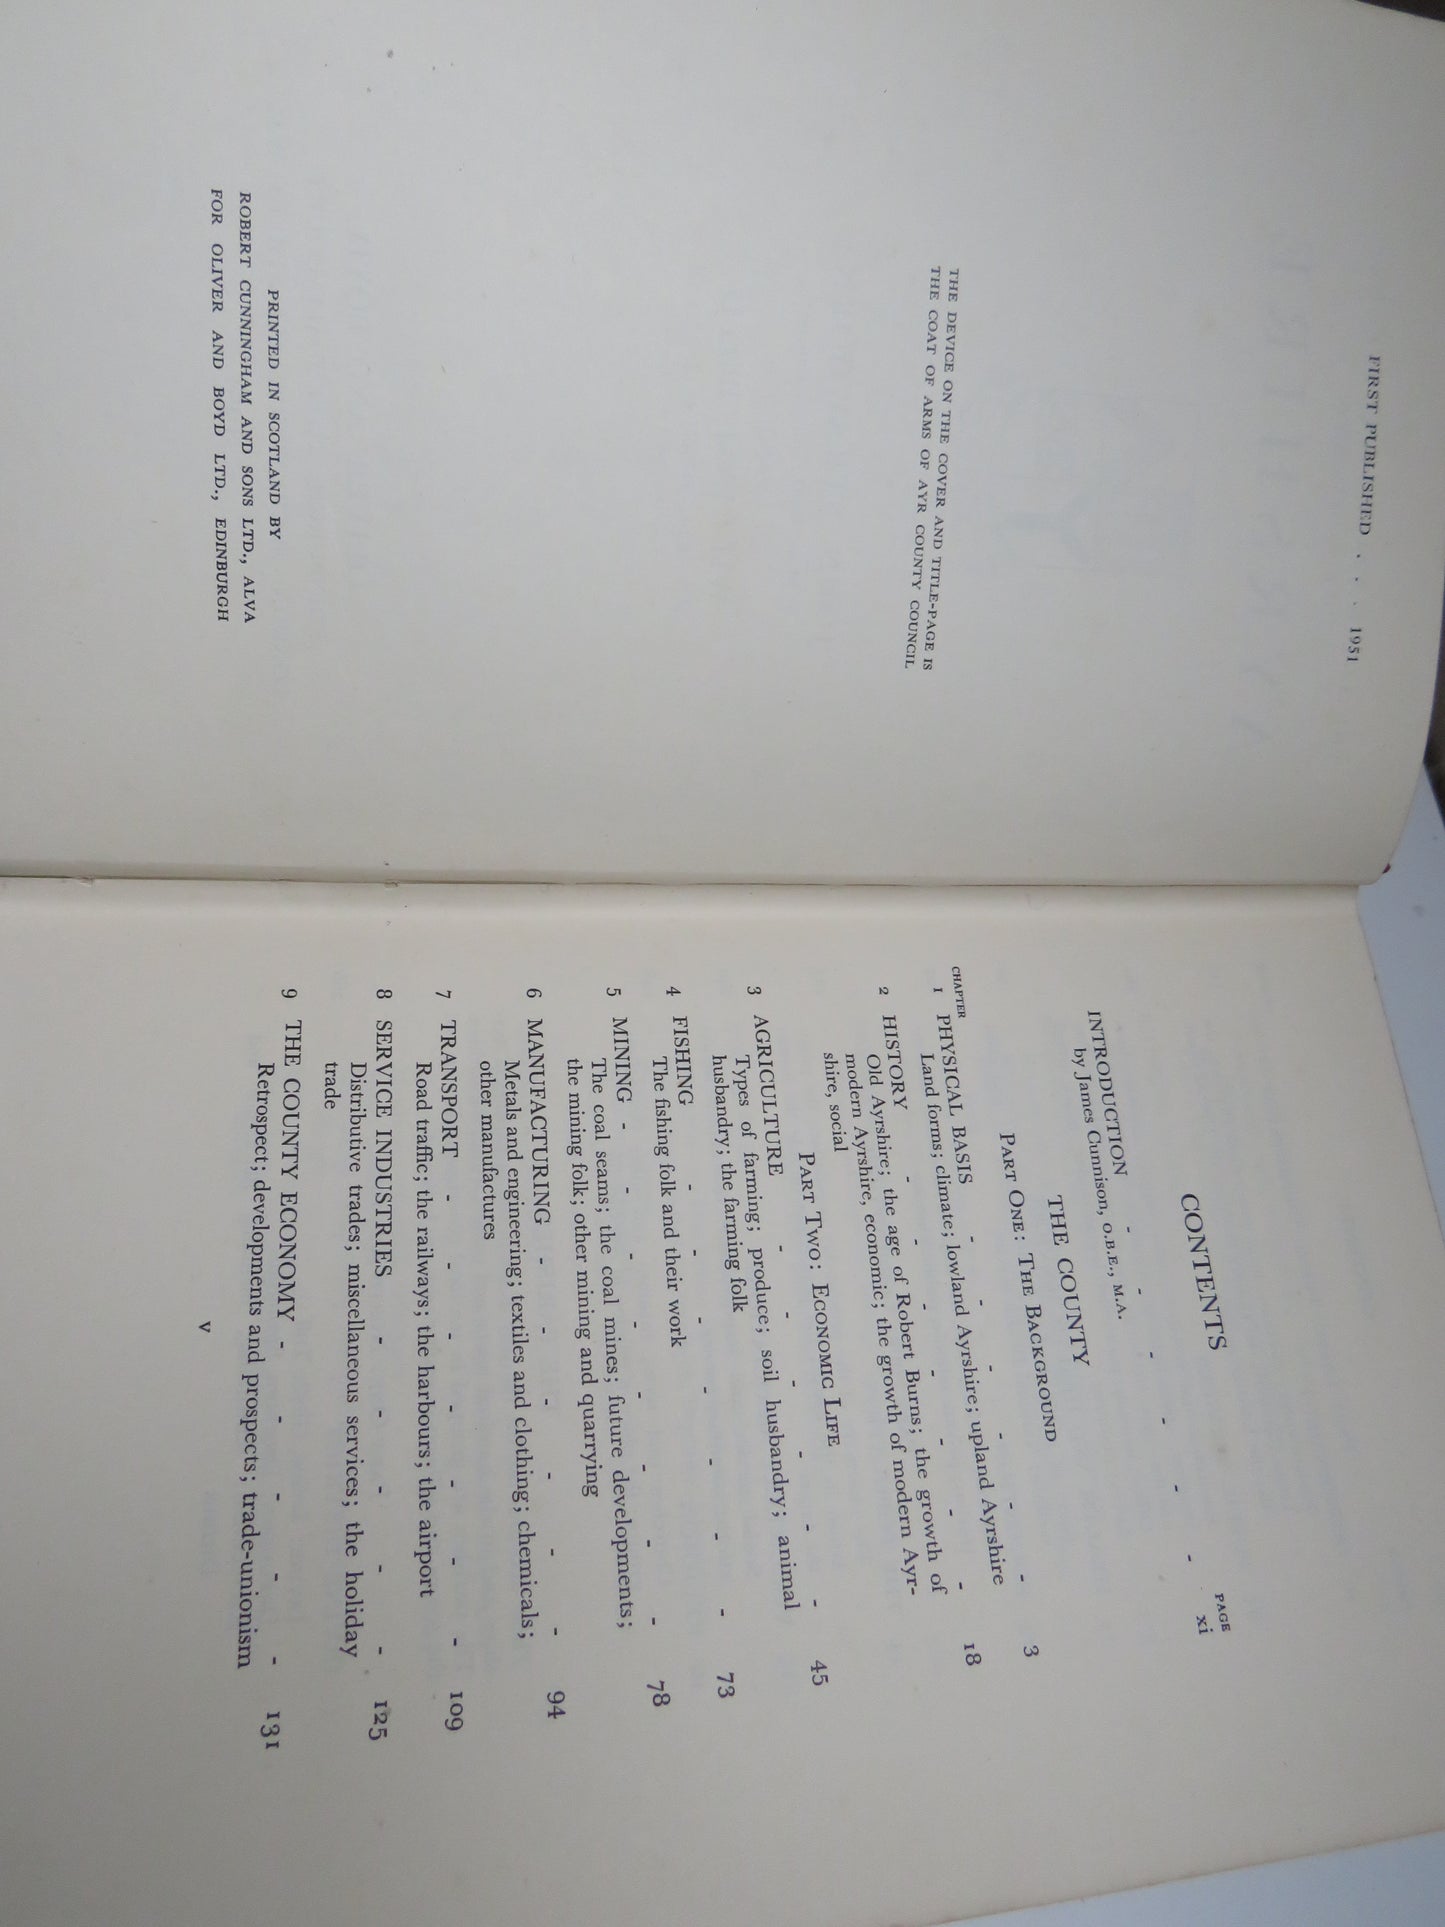 FIRST PUBLISHED . . . 1951
THE DEVICE ON THE COVER AND TITLE-PAGE IS
THE COAT OF ARMS OF AYR COUNTY COUNCIL
PRINTED IN SCOTLAND BY
ROBERT CUNNINGHAM AND SONS LTD., ALVA
FOR OLIVER AND BOYD LTD., EDINBURGH
CONTENTS
PAGE
INTRODUCTION - - - - - - xi
by James Gunnison, O.B.E., M.A.
THE COUNTY
PART ONE: THE BACKGROUND
CHAPTER
1 PHYSICAL BASIS - - - - - - 3
Land forms; climate; lowland Ayrshire; upland Ayrshire
2 HISTORY - - - - - - - 18
Old Ayrshire; the age of Robert Burns; the growth of
modern Ayrshire, economic; the growth of modern Ayr-
shire, social
PART TWO: ECONOMIC LIFE
3 AGRICULTURE - - - - - - 45
Types of farming; produce; soil husbandry; animal
husbandry; the farming folk
4 FISHING - - - - - - - 73
The fishing folk and their work
5 MINING - - - - - - - - 78
The coal seams; the coal mines; future developments;
the mining folk; other mining and quarrying
6 MANUFACTURING - - - - - - 94
Metals and engineering; textiles and clothing; chemicals;
other manufactures
7 TRANSPORT - - - - - - - 109
Road traffic; the railways; the harbours; the airport
8 SERVICE INDUSTRIES - - - - - 125
Distributive trades; miscellaneous services; the holiday
trade
9 THE COUNTY ECONOMY - - - - - 131
Retrospect; developments and prospects; trade-unionism
v